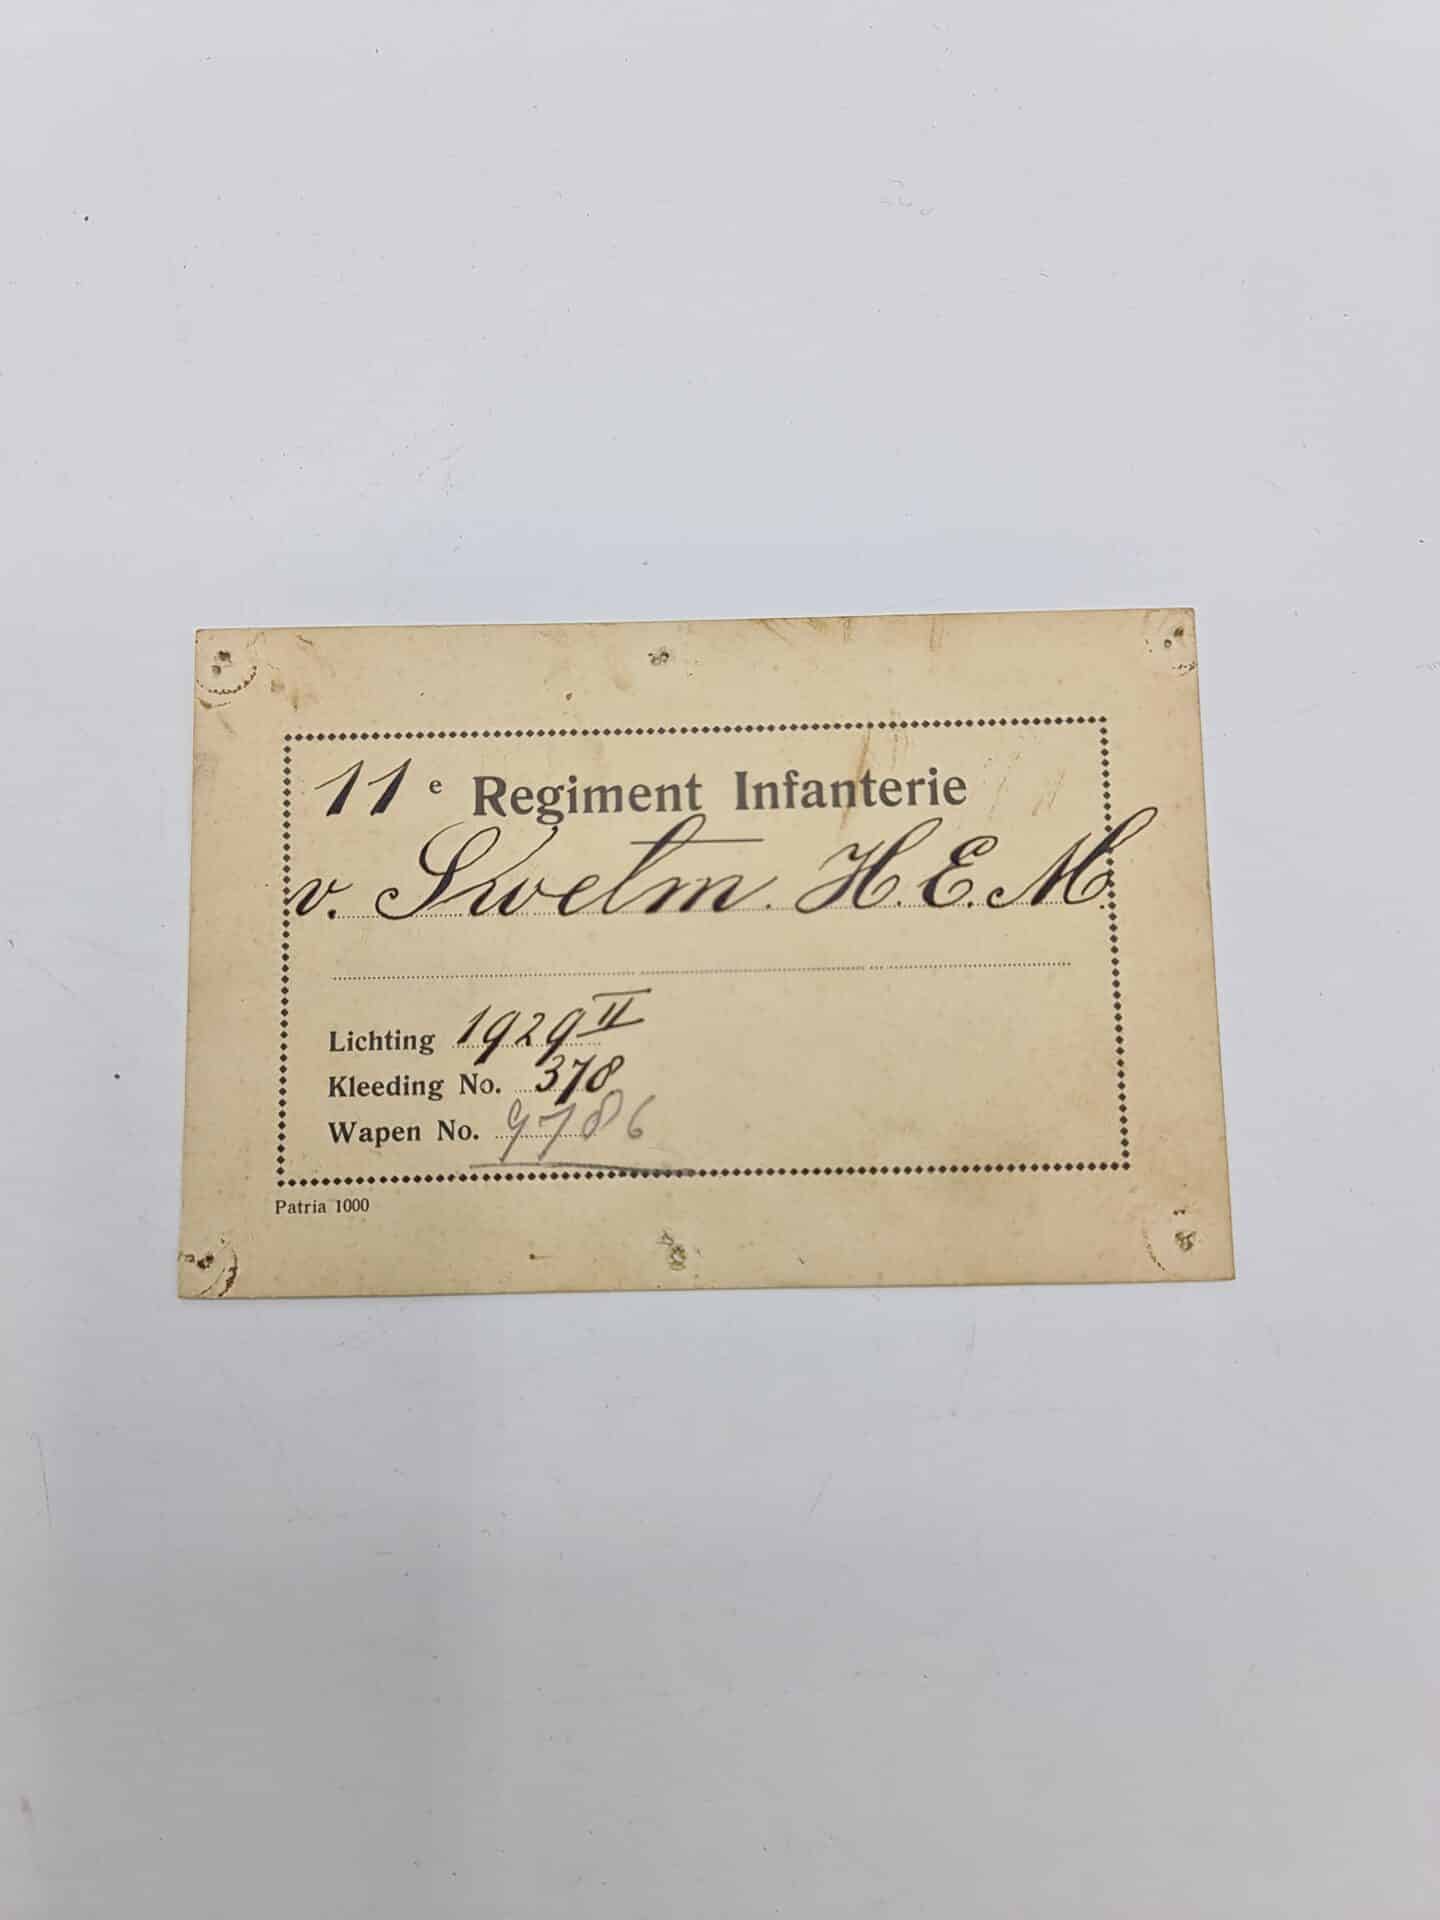 11e Regiment Infanterie
v. Swelm. H. E. M.
Lichting 1929 II
Kleeding No. 378
Wapen No. 9786
Patria 1000